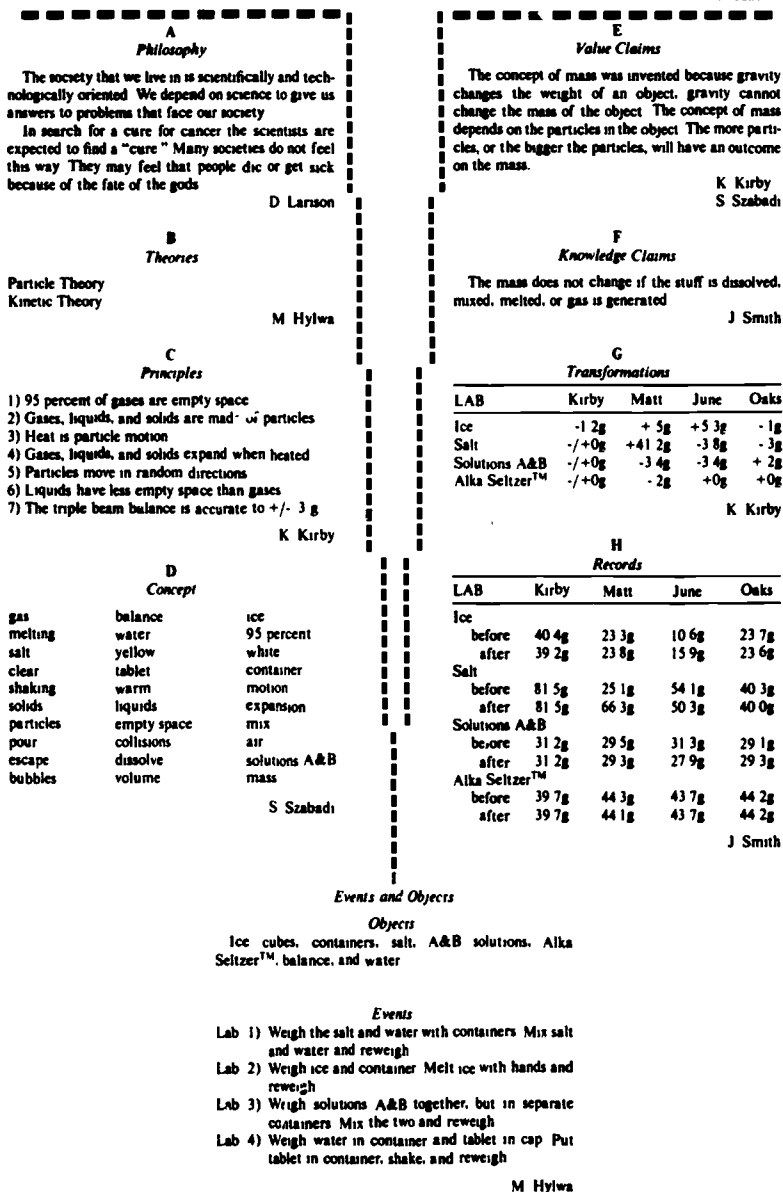 A
Philosophy
The society that we live in is scientifically and tech-
nologically oriented We depend on science to give us
answers to problems that face our society
In search for a cure for cancer the scientists are
expected to find a "cure " Many societies do not feel
this way They may feel that people die or get sick
because of the fate of the gods
D Larison
B
Theories
Particle Theory
Kinetic Theory
M Hylwa
C
Principles
1) 95 percent of gases are empty space
2) Gases, liquids, and solids are mad- of particles
3) Heat is particle motion
4) Gases, liquids, and solids expand when heated
5) Particles move in random directions
6) Liquids have less empty space than gases
7) The triple beam balance is accurate to +/- 3 g
K Kirby
D
Concept
gas balance ice
melting water 95 percent
salt yellow white
clear tablet container
shaking warm motion
solids liquids expansion
particles empty space mix
pour collisions air
escape dissolve solutions A&B
bubbles volume mass
S Szabadi
E
Value Claims
The concept of mass was invented because gravity
changes the weight of an object, gravity cannot
change the mass of the object The concept of mass
depends on the particles in the object The more parti-
cles, or the bigger the particles, will have an outcome
on the mass.
K Kirby
S Szabadi
F
Knowledge Claims
The mass does not change if the stuff is dissolved,
mixed, melted, or gas is generated
J Smith
G
Transformations
LAB Kirby Matt June Oaks
Ice -1 2g + 5g +5 3g - 1g
Salt -/+0g +41 2g -3 8g - 3g
Solutions A&B -/+0g -3 4g -3 4g + 2g
Alka Seltzer™ -/+0g - 2g +0g +0g
K Kirby
H
Records
LAB Kirby Matt June Oaks
Ice
before 40 4g 23 3g 10 6g 23 7g
after 39 2g 23 8g 15 9g 23 6g
Salt
before 81 5g 25 1g 54 1g 40 3g
after 81 5g 66 3g 50 3g 40 0g
Solutions A&B
before 31 2g 29 5g 31 3g 29 1g
after 31 2g 29 3g 27 9g 29 3g
Alka Seltzer™
before 39 7g 44 3g 43 7g 44 2g
after 39 7g 44 1g 43 7g 44 2g
J Smith
Events and Objects
Objects
Ice cubes, containers, salt, A&B solutions, Alka
Seltzer™, balance, and water
Events
Lab 1) Weigh the salt and water with containers Mix salt
and water and reweigh
Lab 2) Weigh ice and container Melt ice with hands and
reweigh
Lab 3) Weigh solutions A&B together, but in separate
containers Mix the two and reweigh
Lab 4) Weigh water in container and tablet in cap Put
tablet in container, shake, and reweigh
M Hylwa